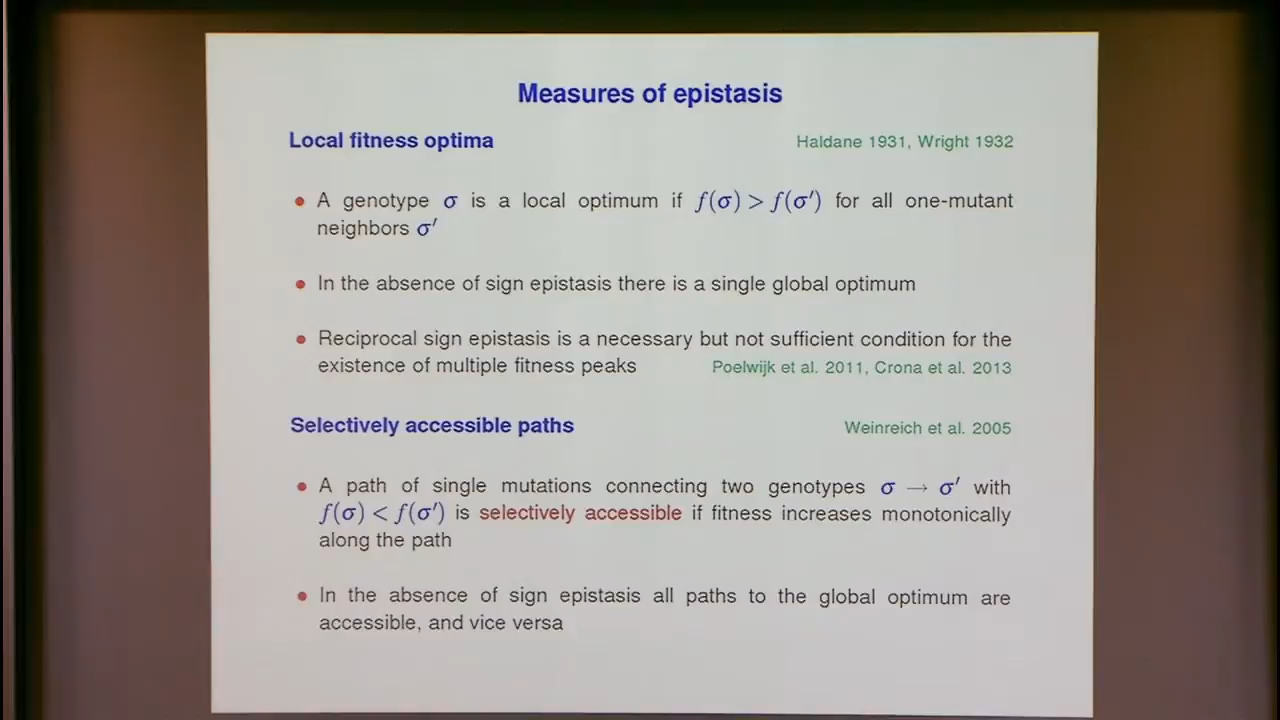 Measures of epistasis
Local fitness optima Haldane 1931, Wright 1932
• A genotype σ is a local optimum if f(σ) > f(σ′) for all one-mutant
neighbors σ′
• In the absence of sign epistasis there is a single global optimum
• Reciprocal sign epistasis is a necessary but not sufficient condition for the
existence of multiple fitness peaks Poelwijk et al. 2011, Crona et al. 2013
Selectively accessible paths Weinreich et al. 2005
• A path of single mutations connecting two genotypes σ → σ′ with
f(σ) < f(σ′) is selectively accessible if fitness increases monotonically
along the path
• In the absence of sign epistasis all paths to the global optimum are
accessible, and vice versa